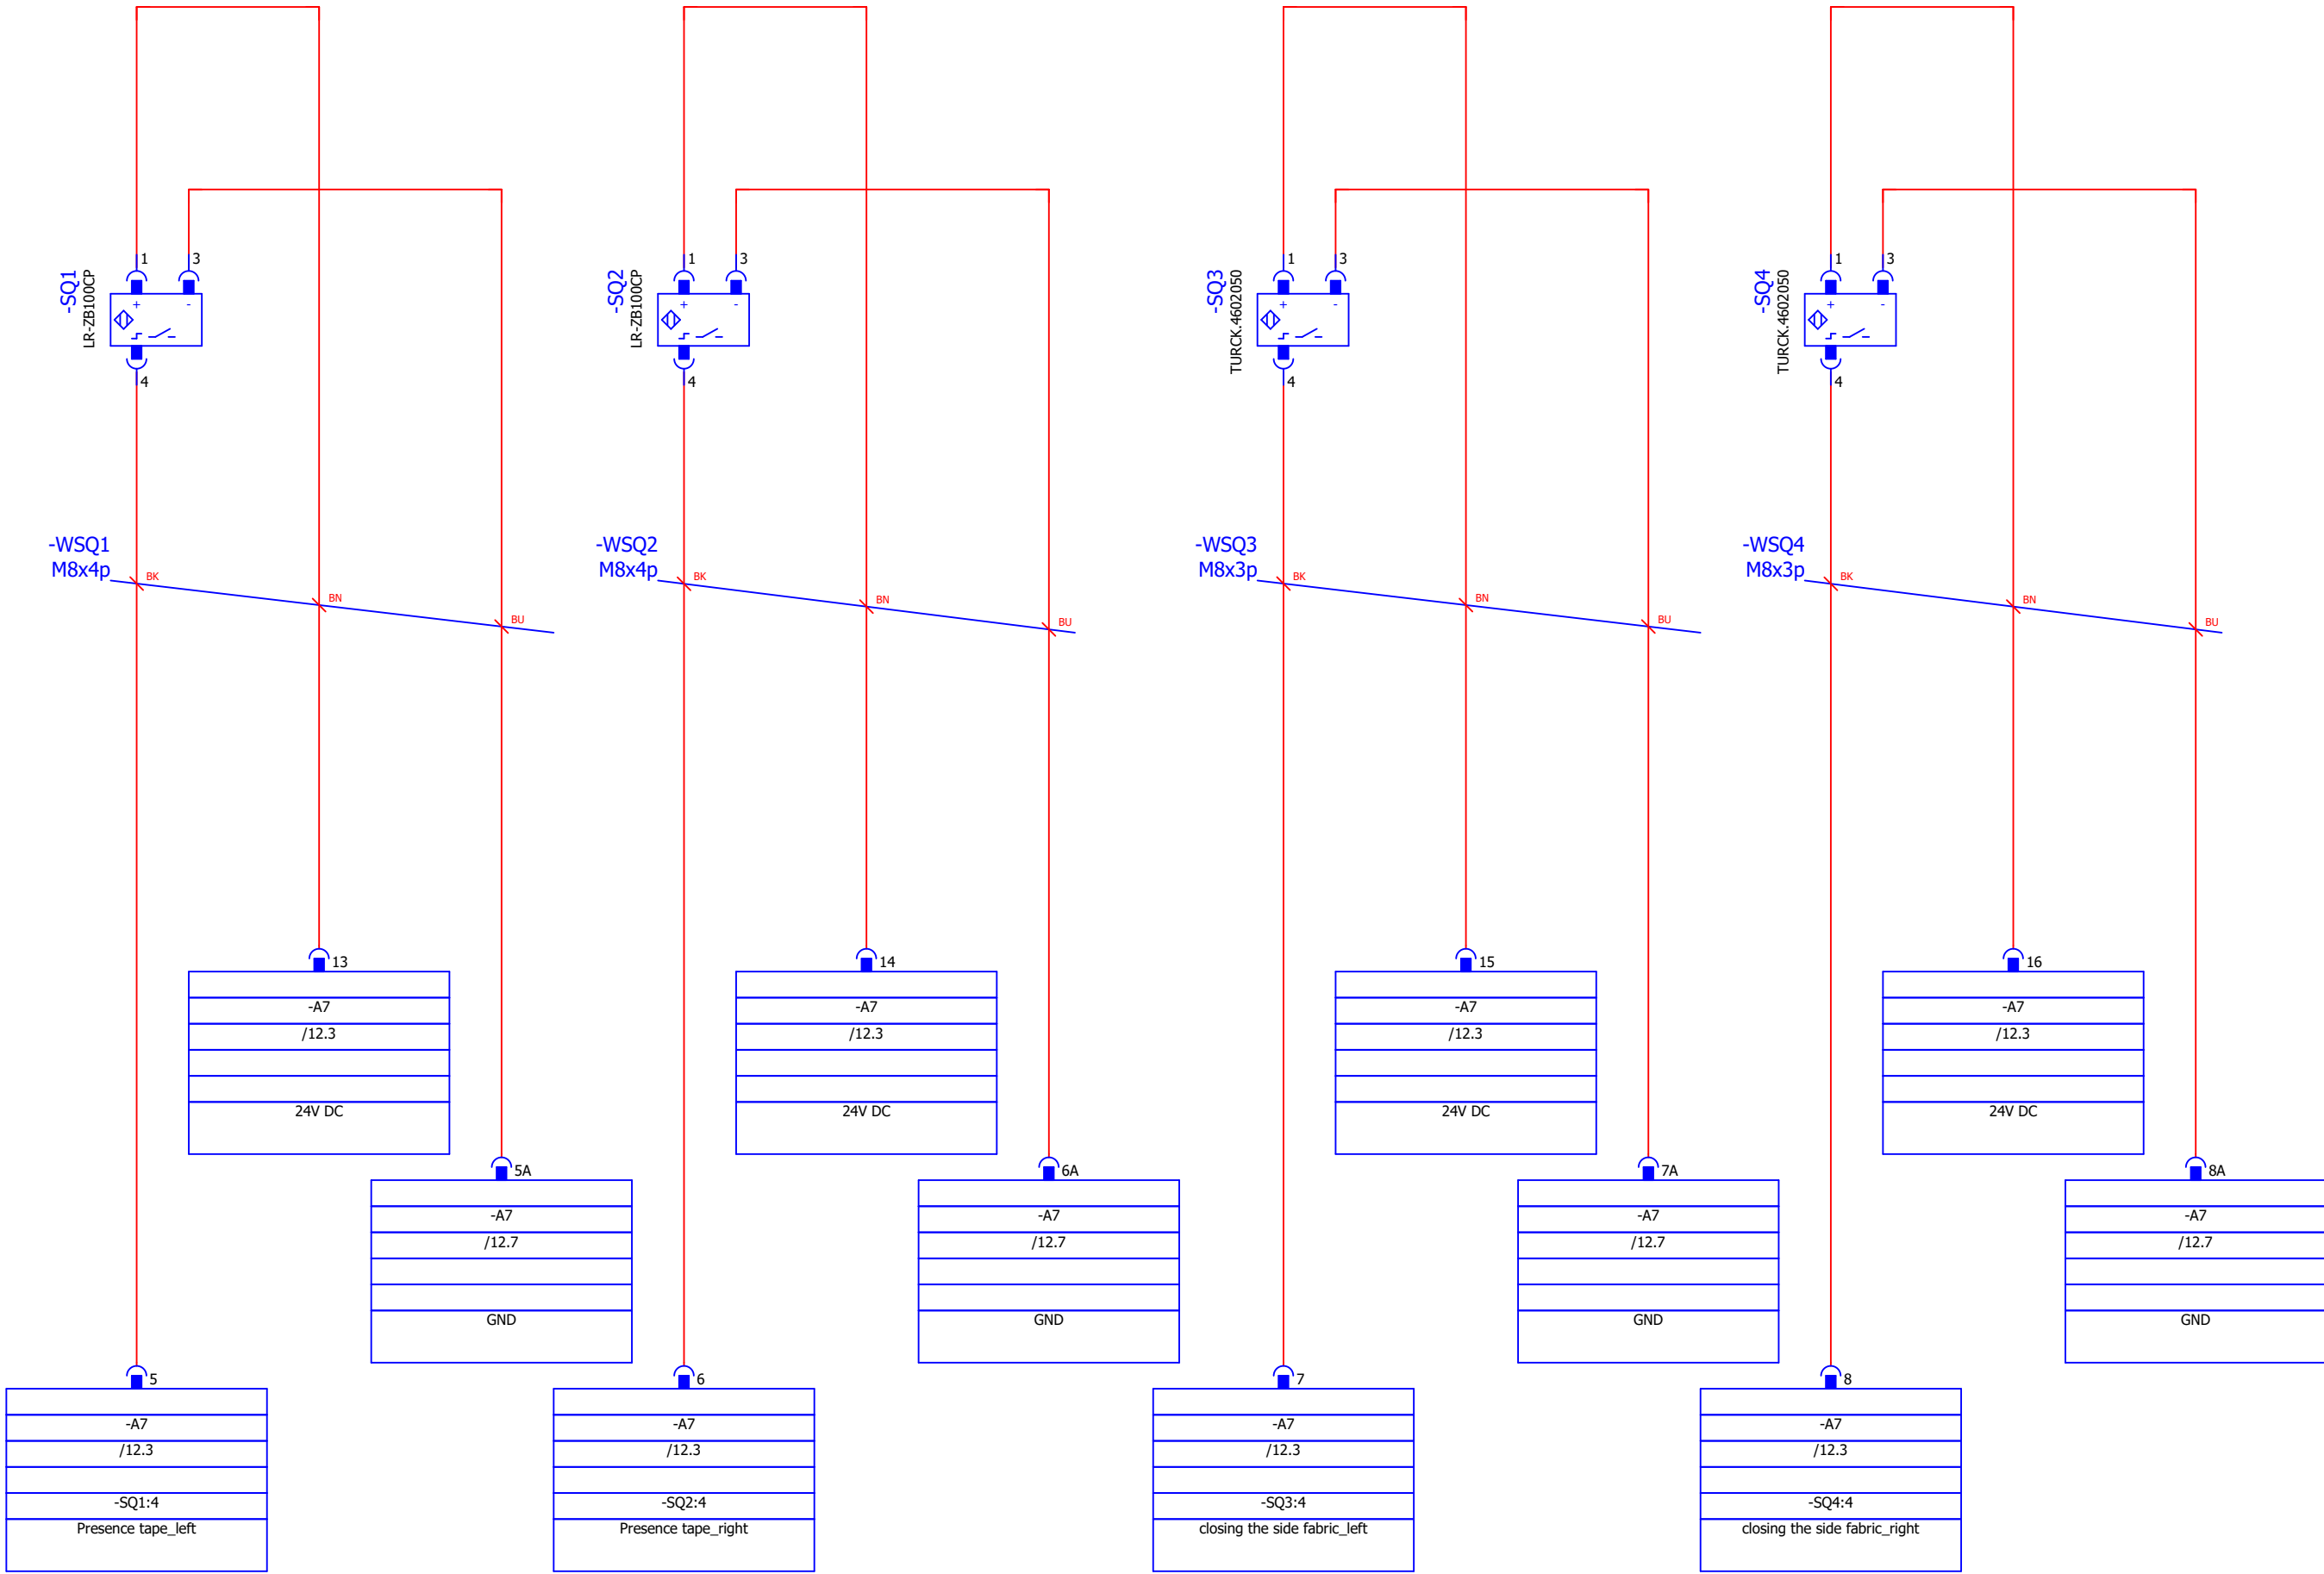 -SQ1
LR-ZB100CP
1
3
+
-
4
-SQ2
LR-ZB100CP
1
3
+
-
4
-SQ3
TURCK.4602050
1
3
+
-
4
-SQ4
TURCK.4602050
1
3
+
-
4
-WSQ1
M8x4p
BK
BN
BU
-WSQ2
M8x4p
BK
BN
BU
-WSQ3
M8x3p
BK
BN
BU
-WSQ4
M8x3p
BK
BN
BU
13
-A7
/12.3
24V DC
14
-A7
/12.3
24V DC
15
-A7
/12.3
24V DC
16
-A7
/12.3
24V DC
5A
-A7
/12.7
GND
6A
-A7
/12.7
GND
7A
-A7
/12.7
GND
8A
-A7
/12.7
GND
5
-A7
/12.3
-SQ1:4
Presence tape_left
6
-A7
/12.3
-SQ2:4
Presence tape_right
7
-A7
/12.3
-SQ3:4
closing the side fabric_left
8
-A7
/12.3
-SQ4:4
closing the side fabric_right